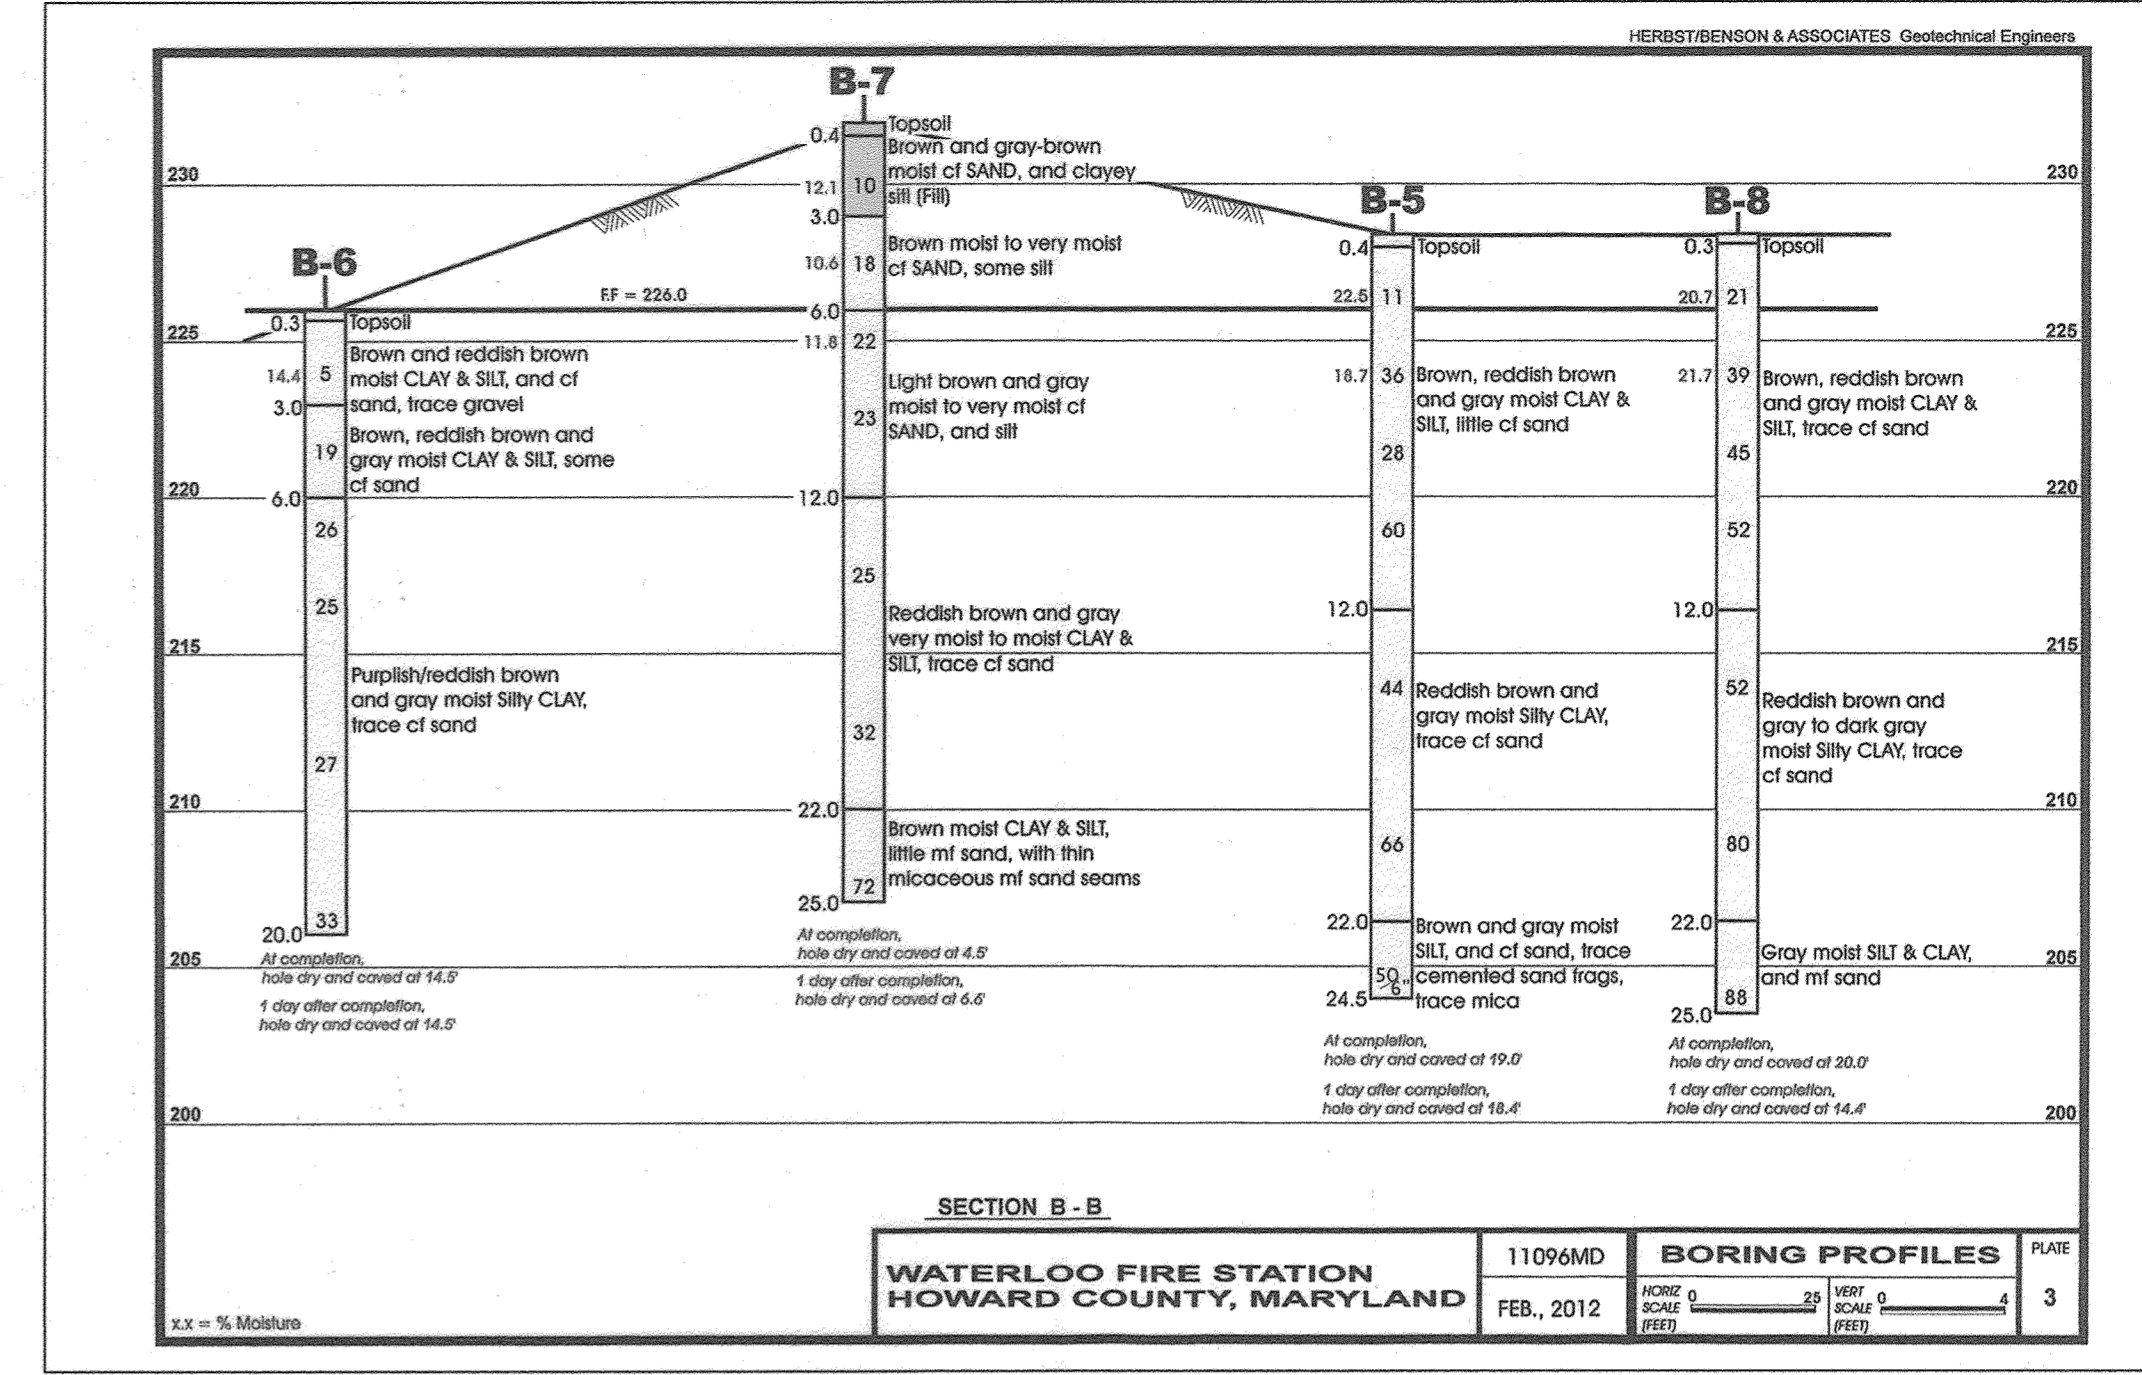 HERBST/BENSON & ASSOCIATES Geotechnical Engineers
B-7
0.4
Topsoil
Brown and gray-brown
moist cf SAND, and clayey
silt (Fill)
12.1
10
3.0
Brown moist to very moist
cf SAND, some silt
10.6
18
6.0
11.8
22
Light brown and gray
moist to very moist cf
SAND, and silt
23
12.0
25
Reddish brown and gray
very moist to moist CLAY &
SILT, trace cf sand
32
22.0
Brown moist CLAY & SILT,
little mf sand, with thin
micaceous mf sand seams
72
25.0
At completion,
hole dry and caved at 4.5'
1 day after completion,
hole dry and caved at 6.6'
230
225
220
215
210
205
200
B-6
F.F = 226.0
0.3
Topsoil
Brown and reddish brown
moist CLAY & SILT, and cf
sand, trace gravel
14.4
5
3.0
Brown, reddish brown and
gray moist CLAY & SILT, some
cf sand
19
6.0
26
25
Purplish/reddish brown
and gray moist Silty CLAY,
trace cf sand
27
33
20.0
At completion,
hole dry and caved at 14.5'
1 day after completion,
hole dry and caved at 14.5'
B-5
0.4
Topsoil
22.5
11
18.7
36
Brown, reddish brown
and gray moist CLAY &
SILT, little cf sand
28
60
12.0
44
Reddish brown and
gray moist Silty CLAY,
trace cf sand
66
22.0
Brown and gray moist
SILT, and cf sand, trace
cemented sand frags,
trace mica
50/6"
24.5
At completion,
hole dry and caved at 19.0'
1 day after completion,
hole dry and caved at 18.4'
B-8
0.3
Topsoil
20.7
21
21.7
39
Brown, reddish brown
and gray moist CLAY &
SILT, trace cf sand
45
52
12.0
52
Reddish brown and
gray to dark gray
moist Silty CLAY, trace
cf sand
80
22.0
Gray moist SILT & CLAY,
and mf sand
88
25.0
At completion,
hole dry and caved at 20.0'
1 day after completion,
hole dry and caved at 14.4'
230
225
220
215
210
205
200
SECTION B - B
x.x = % Moisture
WATERLOO FIRE STATION
HOWARD COUNTY, MARYLAND
11096MD
FEB., 2012
BORING PROFILES
HORIZ SCALE (FEET) 0 25
VERT SCALE (FEET) 0 4
PLATE
3